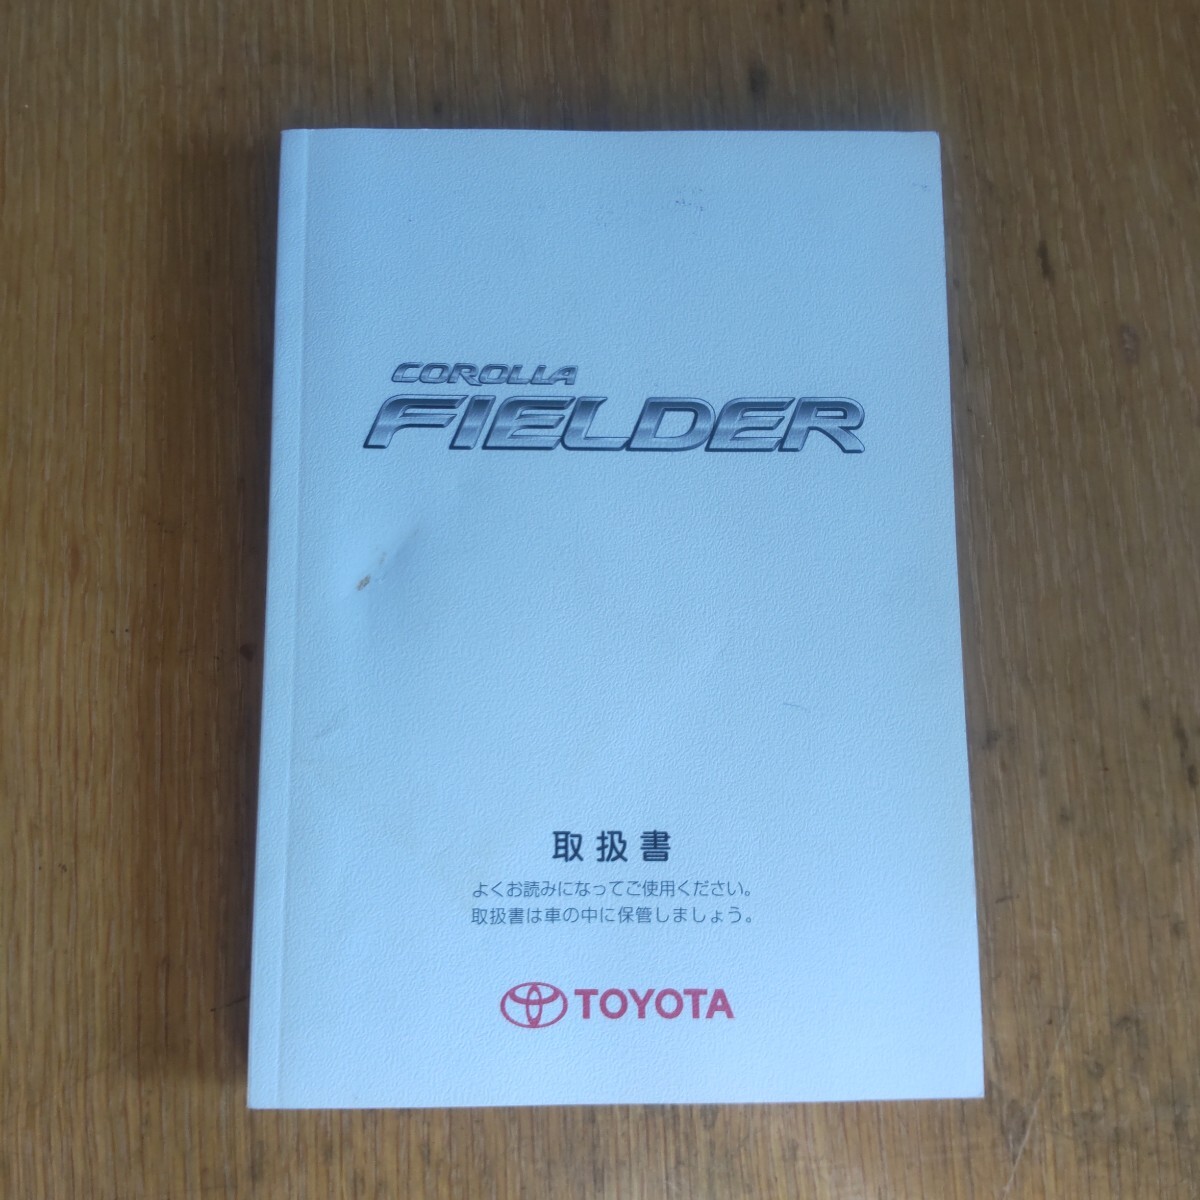 COROLLA
FIELDER
取扱書
よくお読みになってご使用ください。
取扱書は車の中に保管しましょう。
TOYOTA